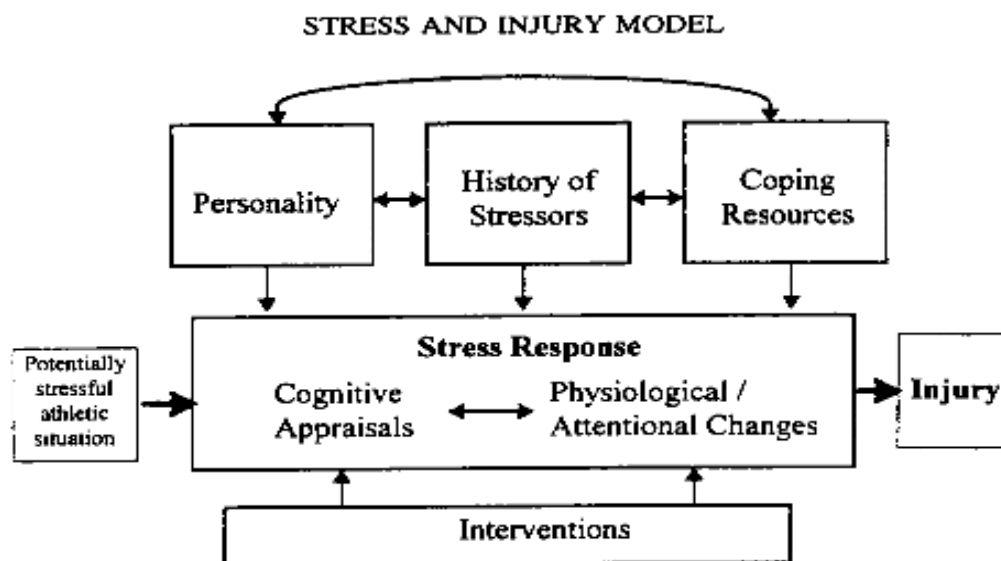 STRESS AND INJURY MODEL
Personality
History of
Stressors
Coping
Resources
Potentially
stressful
athletic
situation
Stress Response
Cognitive
Appraisals
Physiological /
Attentional Changes
Injury
Interventions